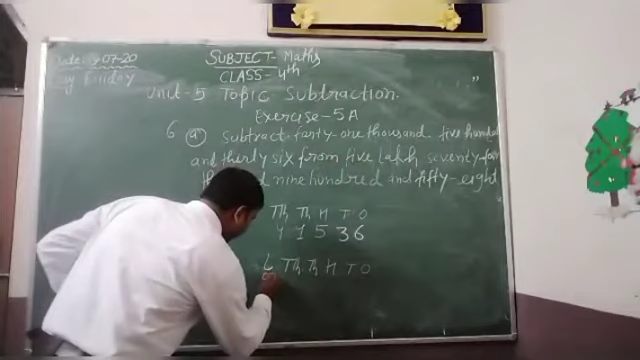 Date:-  -07-20
Day Friday
SUBJECT- Maths
CLASS- 4th
Unit-5 Topic Subtraction.
Exercise-5A
6 (a) subtract forty-one thousand five hundred
and therty six from five lakh seventy-four
nine hundred and fifty-eight
TTh Th H T O
4 1 5 3 6
L TTh Th H T O